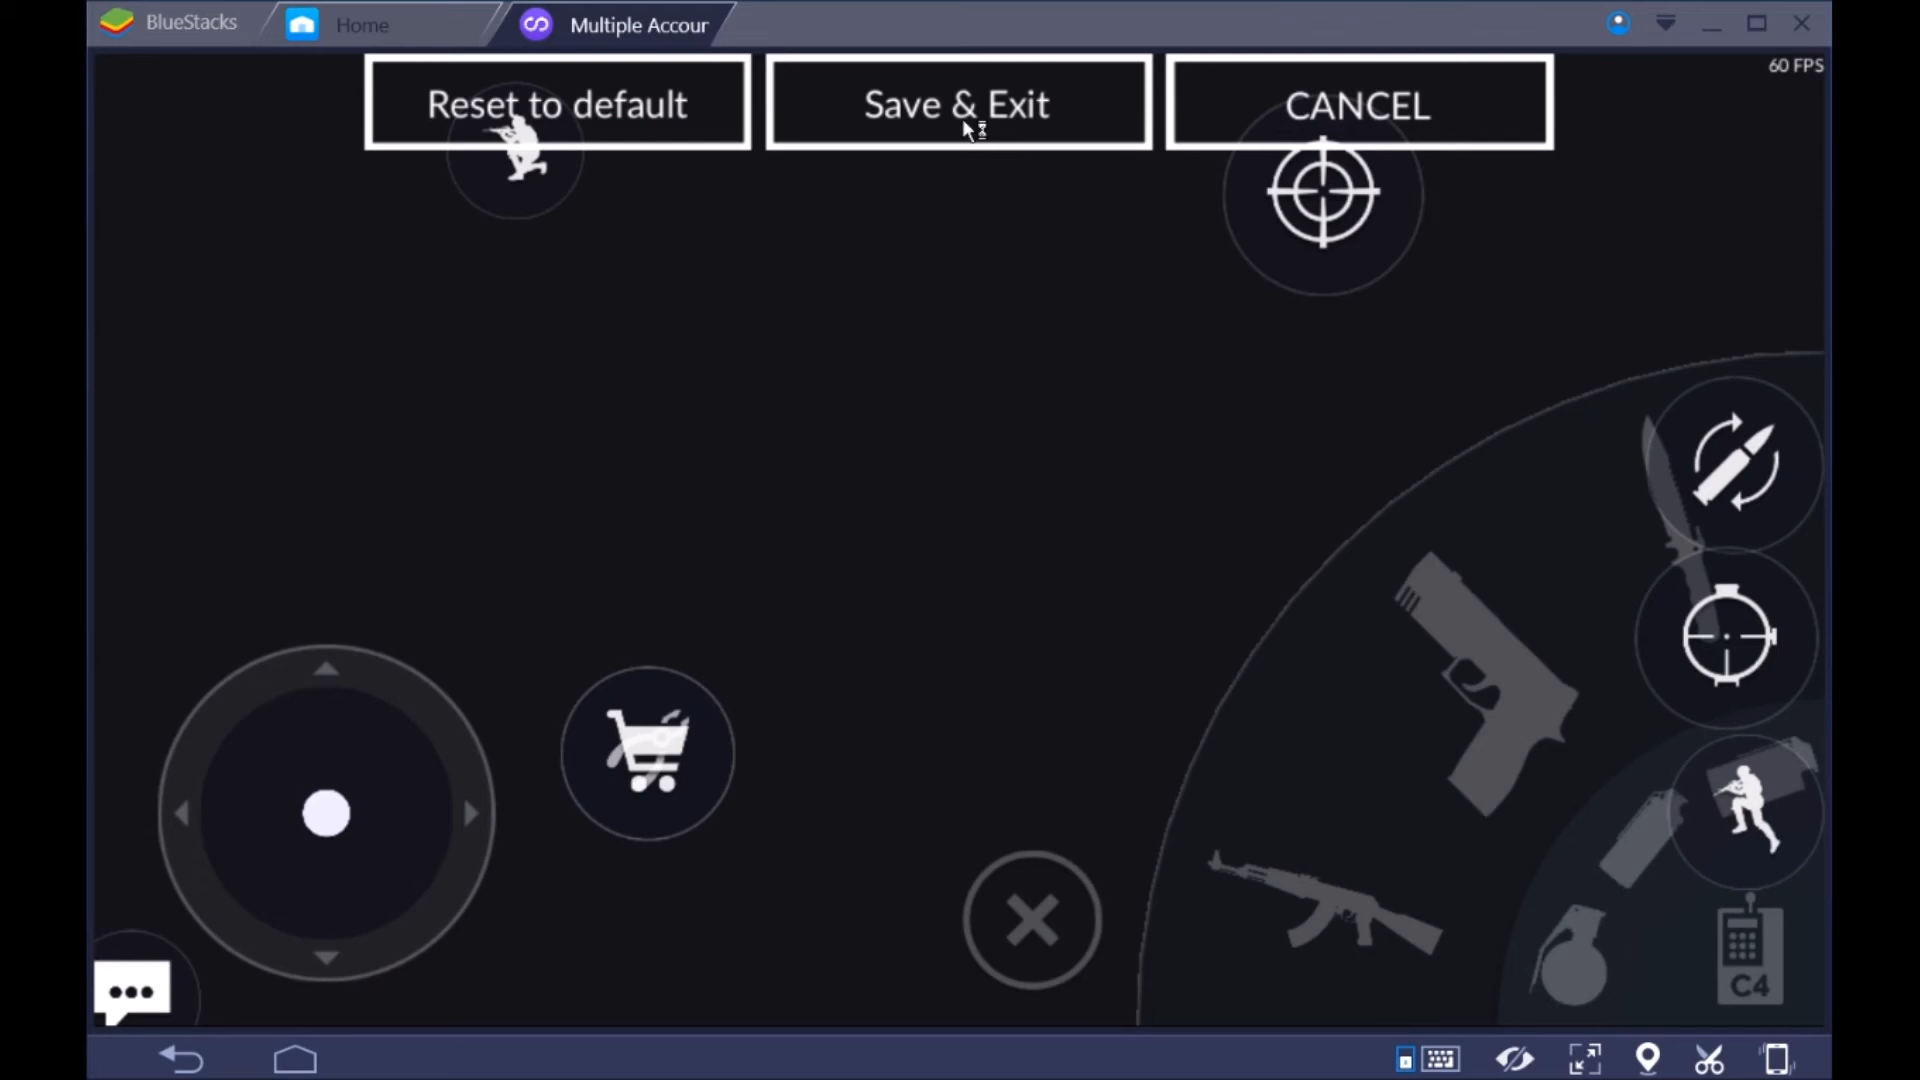 BlueStacks
Home
Multiple Accour
60 FPS
Reset to default
Save & Exit
CANCEL
C4